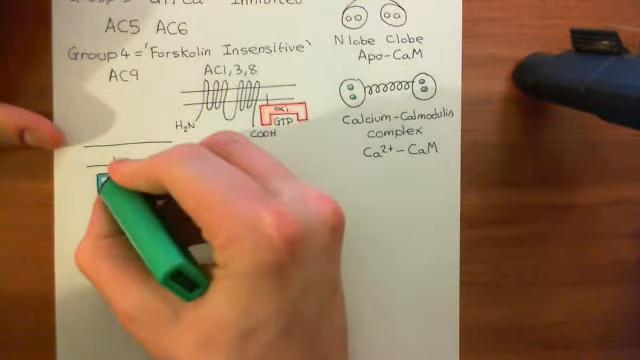 Inhibited
AC5 AC6
Group 4 = 'Forskolin Insensitive'
AC9
AC1,3,8
H₂N
αi
GTP
COOH
N lobe C lobe
Apo-CaM
Calcium-Calmodulin
complex
Ca²⁺-CaM